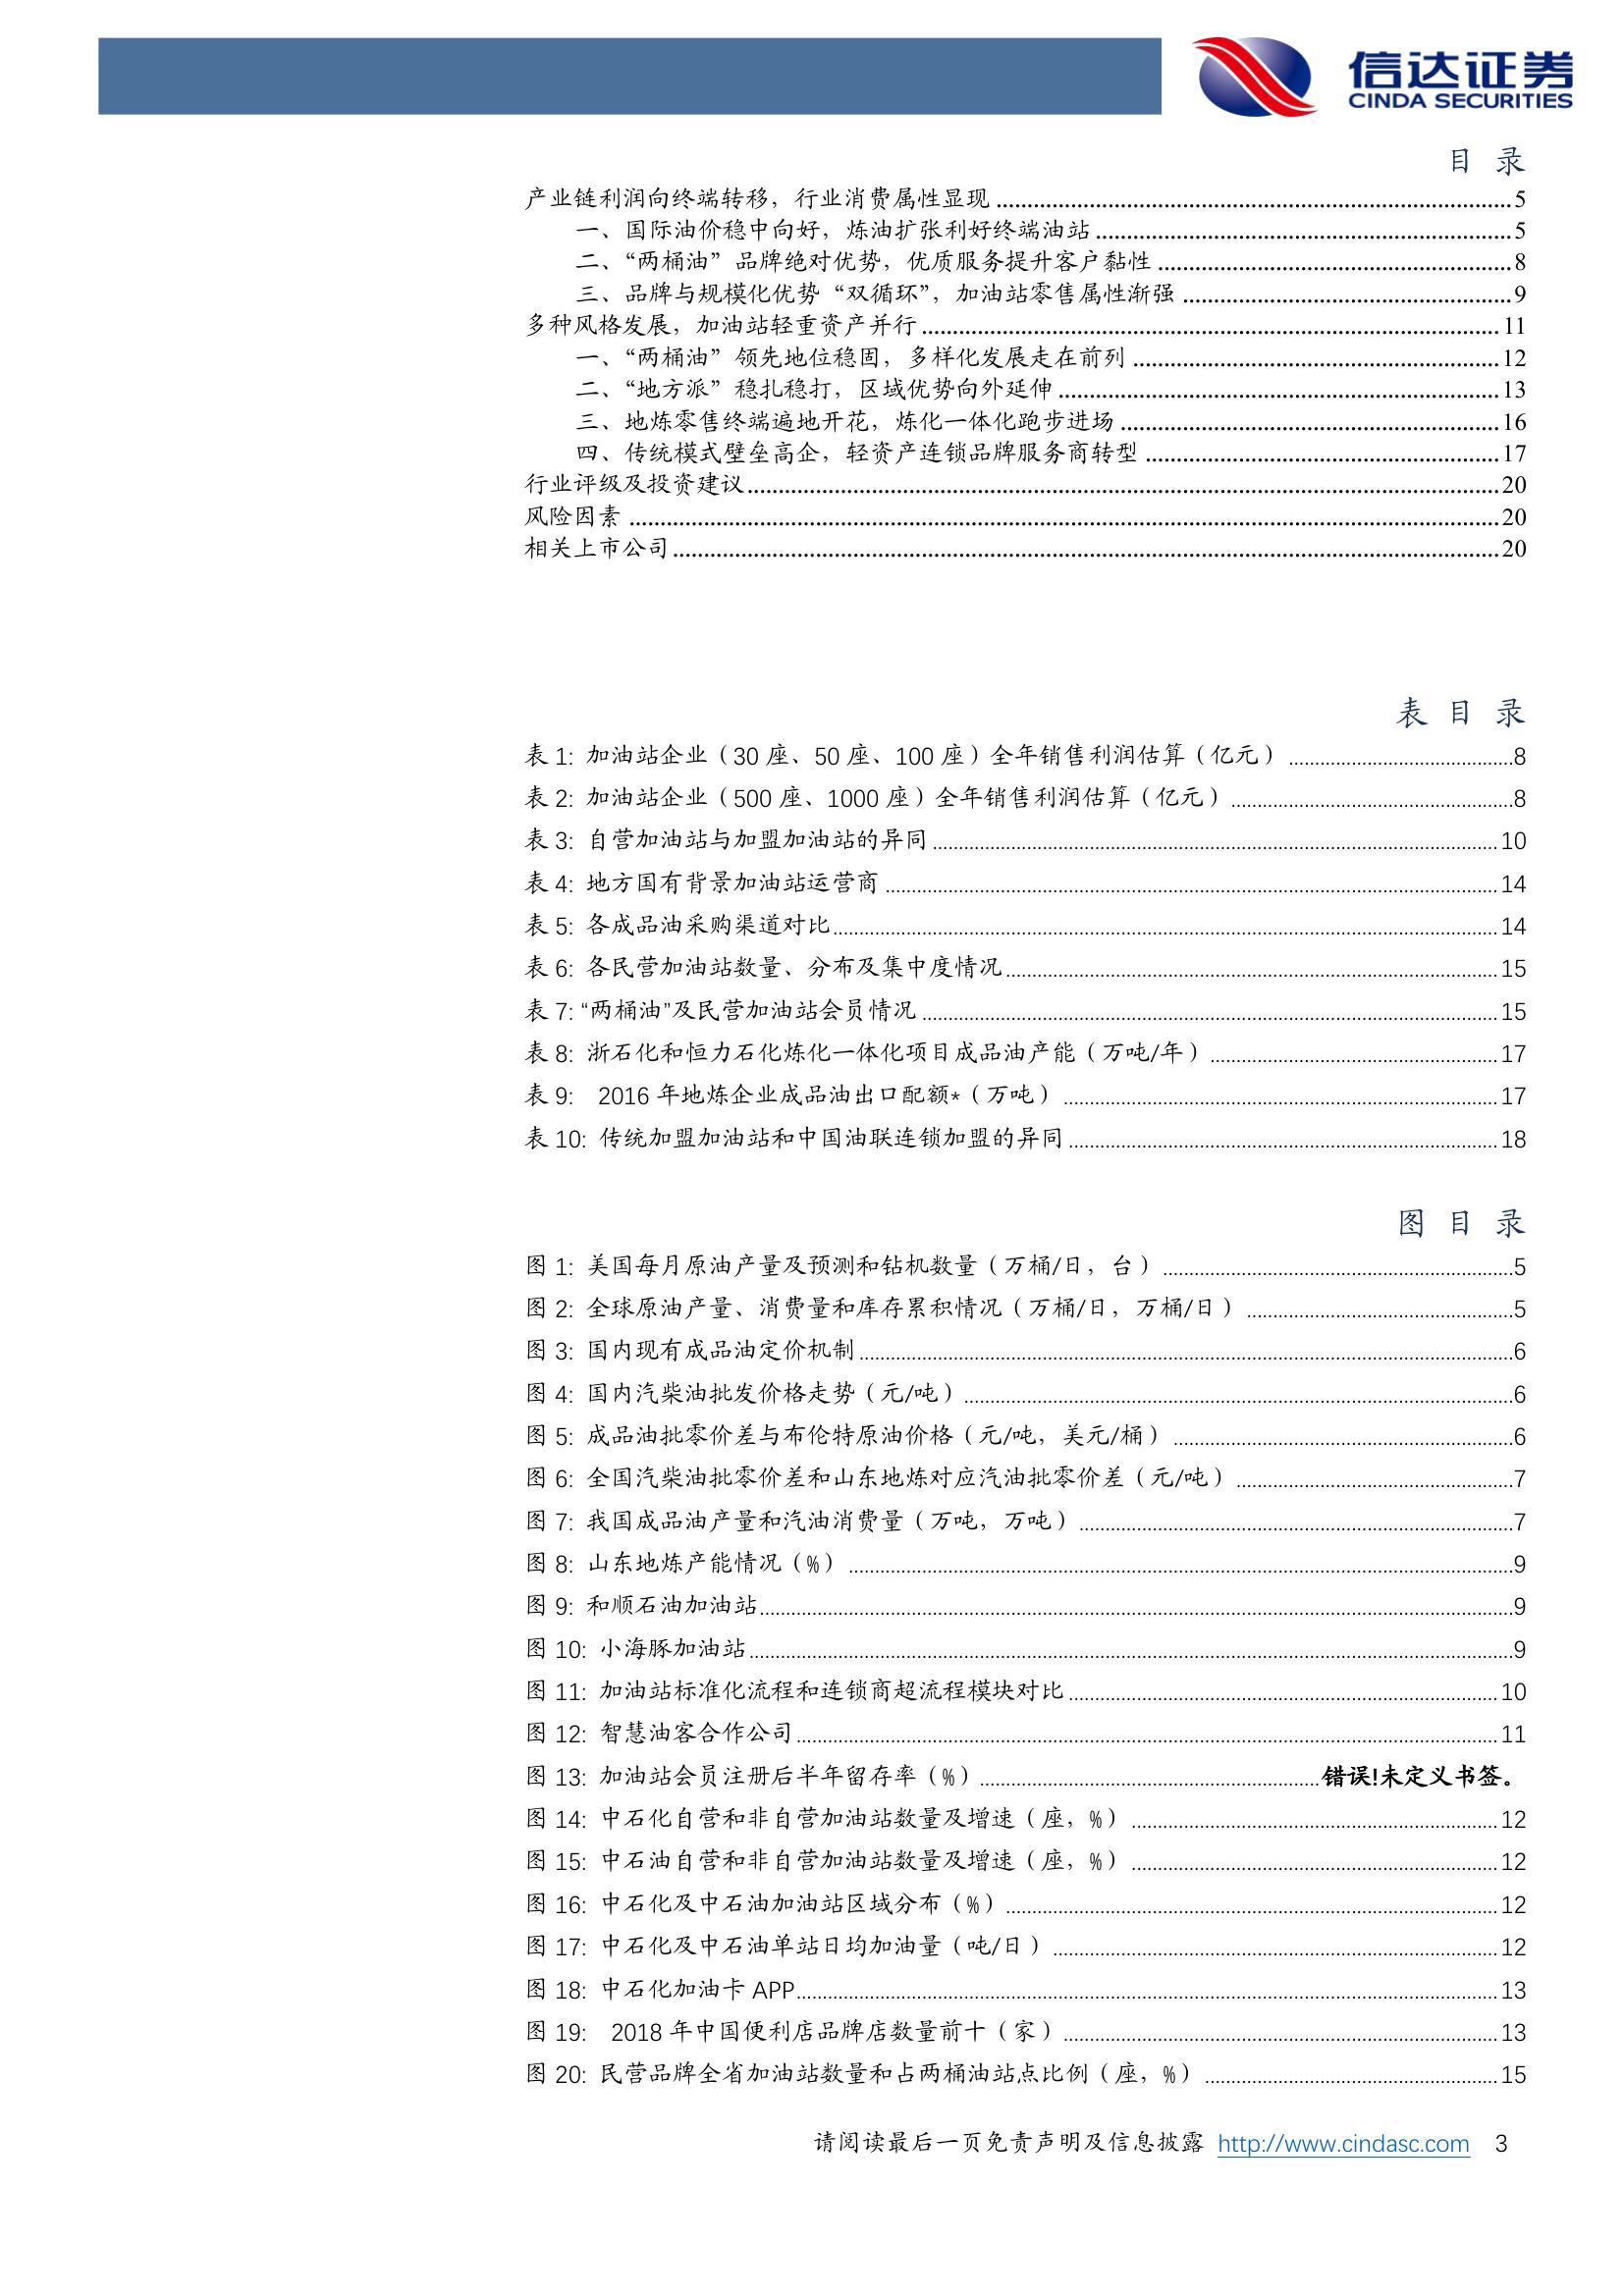 信达证券
CINDA SECURITIES
目 录
产业链利润向终端转移，行业消费属性显现 5
一、国际油价稳中向好，炼油扩张利好终端油站 5
二、“两桶油”品牌绝对优势，优质服务提升客户黏性 8
三、品牌与规模化优势“双循环”，加油站零售属性渐强 9
多种风格发展，加油站轻重资产并行 11
一、“两桶油”领先地位稳固，多样化发展走在前列 12
二、“地方派”稳扎稳打，区域优势向外延伸 13
三、地炼零售终端遍地开花，炼化一体化跑步进场 16
四、传统模式壁垒高企，轻资产连锁品牌服务商转型 17
行业评级及投资建议 20
风险因素 20
相关上市公司 20
表 目 录
表 1: 加油站企业（30 座、50 座、100 座）全年销售利润估算（亿元） 8
表 2: 加油站企业（500 座、1000 座）全年销售利润估算（亿元） 8
表 3: 自营加油站与加盟加油站的异同 10
表 4: 地方国有背景加油站运营商 14
表 5: 各成品油采购渠道对比 14
表 6: 各民营加油站数量、分布及集中度情况 15
表 7: “两桶油”及民营加油站会员情况 15
表 8: 浙石化和恒力石化炼化一体化项目成品油产能（万吨/年） 17
表 9: 2016 年地炼企业成品油出口配额*（万吨） 17
表 10: 传统加盟加油站和中国油联连锁加盟的异同 18
图 目 录
图 1: 美国每月原油产量及预测和钻机数量（万桶/日，台） 5
图 2: 全球原油产量、消费量和库存累积情况（万桶/日，万桶/日） 5
图 3: 国内现有成品油定价机制 6
图 4: 国内汽柴油批发价格走势（元/吨） 6
图 5: 成品油批零价差与布伦特原油价格（元/吨，美元/桶） 6
图 6: 全国汽柴油批零价差和山东地炼对应汽油批零价差（元/吨） 7
图 7: 我国成品油产量和汽油消费量（万吨，万吨） 7
图 8: 山东地炼产能情况（%） 9
图 9: 和顺石油加油站 9
图 10: 小海豚加油站 9
图 11: 加油站标准化流程和连锁商超流程模块对比 10
图 12: 智慧油客合作公司 11
图 13: 加油站会员注册后半年留存率（%） 错误!未定义书签。
图 14: 中石化自营和非自营加油站数量及增速（座，%） 12
图 15: 中石油自营和非自营加油站数量及增速（座，%） 12
图 16: 中石化及中石油加油站区域分布（%） 12
图 17: 中石化及中石油单站日均加油量（吨/日） 12
图 18: 中石化加油卡 APP 13
图 19: 2018 年中国便利店品牌店数量前十（家） 13
图 20: 民营品牌全省加油站数量和占两桶油站点比例（座，%） 15
请阅读最后一页免责声明及信息披露 http://www.cindasc.com 3